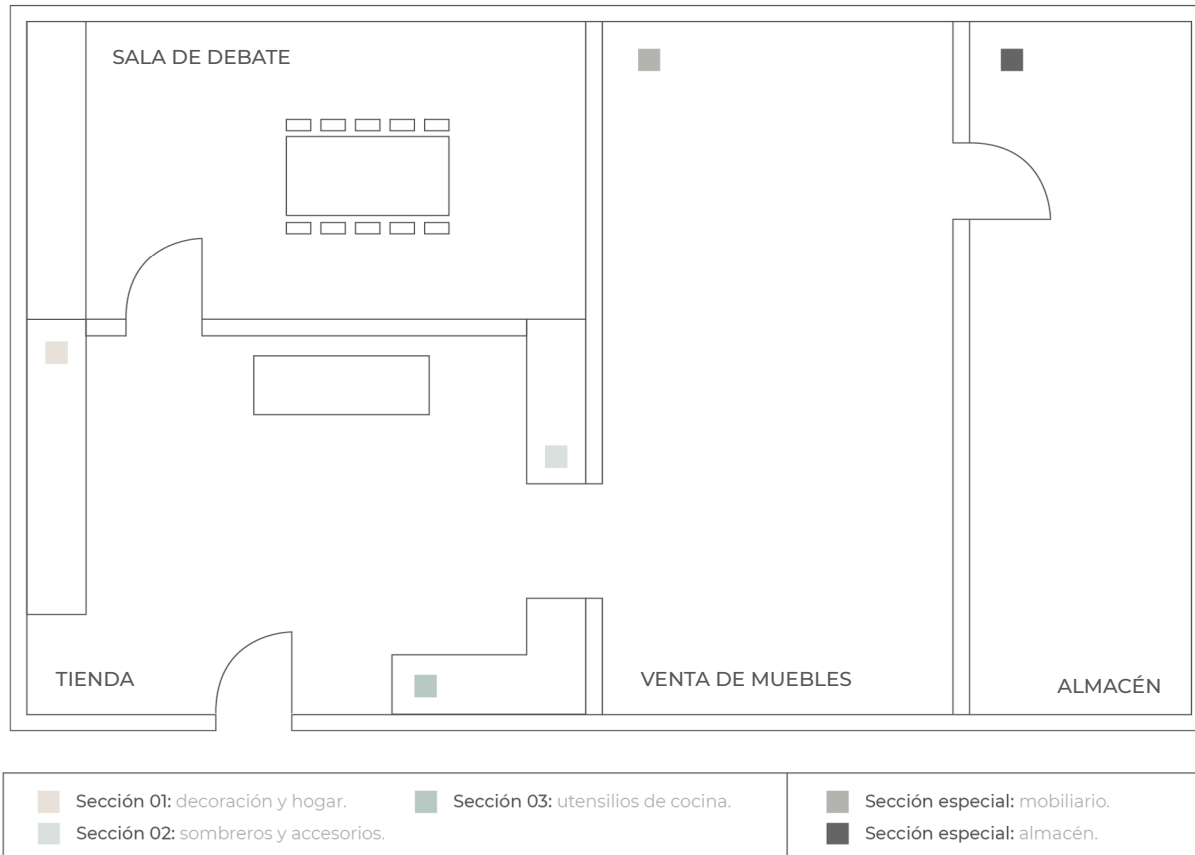 SALA DE DEBATE
TIENDA
VENTA DE MUEBLES
ALMACÉN
Sección 01: decoración y hogar.
Sección 02: sombreros y accesorios.
Sección 03: utensilios de cocina.
Sección especial: mobiliario.
Sección especial: almacén.